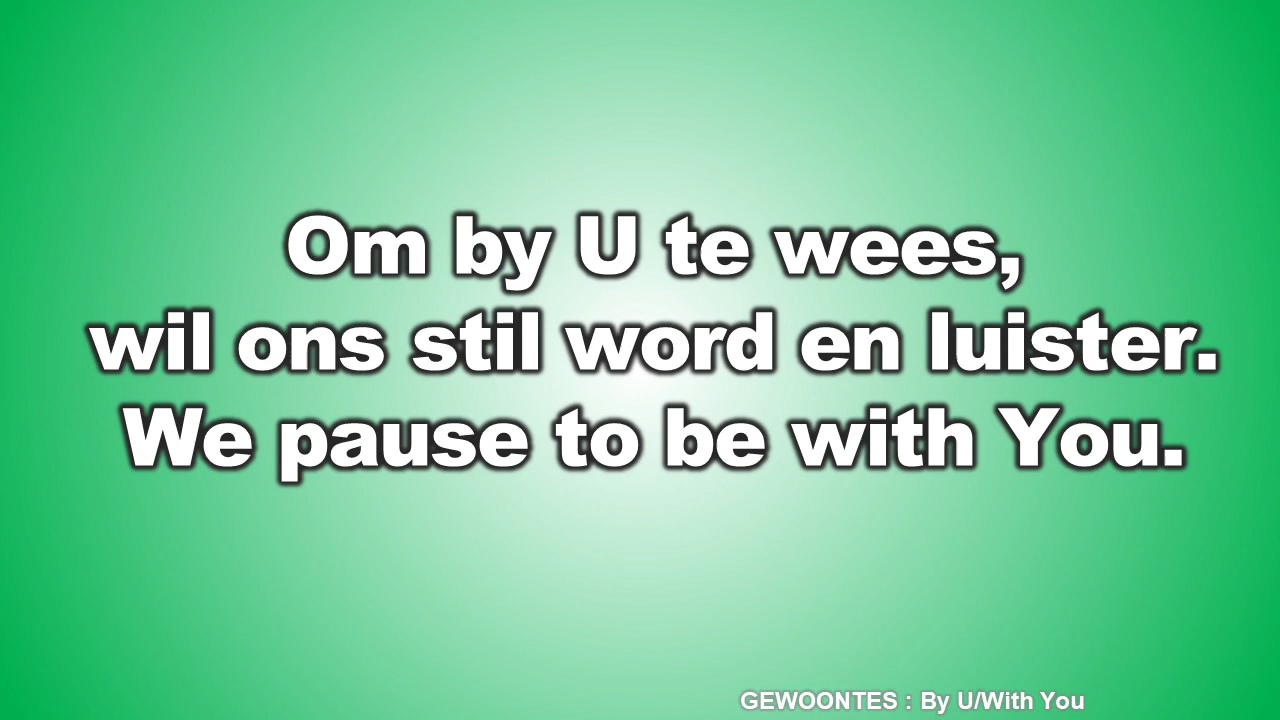 Om by U te wees,
wil ons stil word en luister.
We pause to be with You.
GEWOONTES : By U/With You